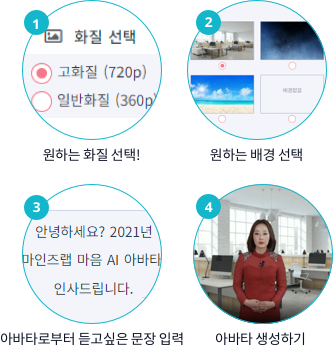 1
화질 선택
고화질 (720p)
일반화질 (360p)
원하는 화질 선택!
2
배경없음
원하는 배경 선택
3
안녕하세요? 2021년
마인즈랩 마음 AI 아바타
인사드립니다.
아바타로부터 듣고싶은 문장 입력
4
아바타 생성하기